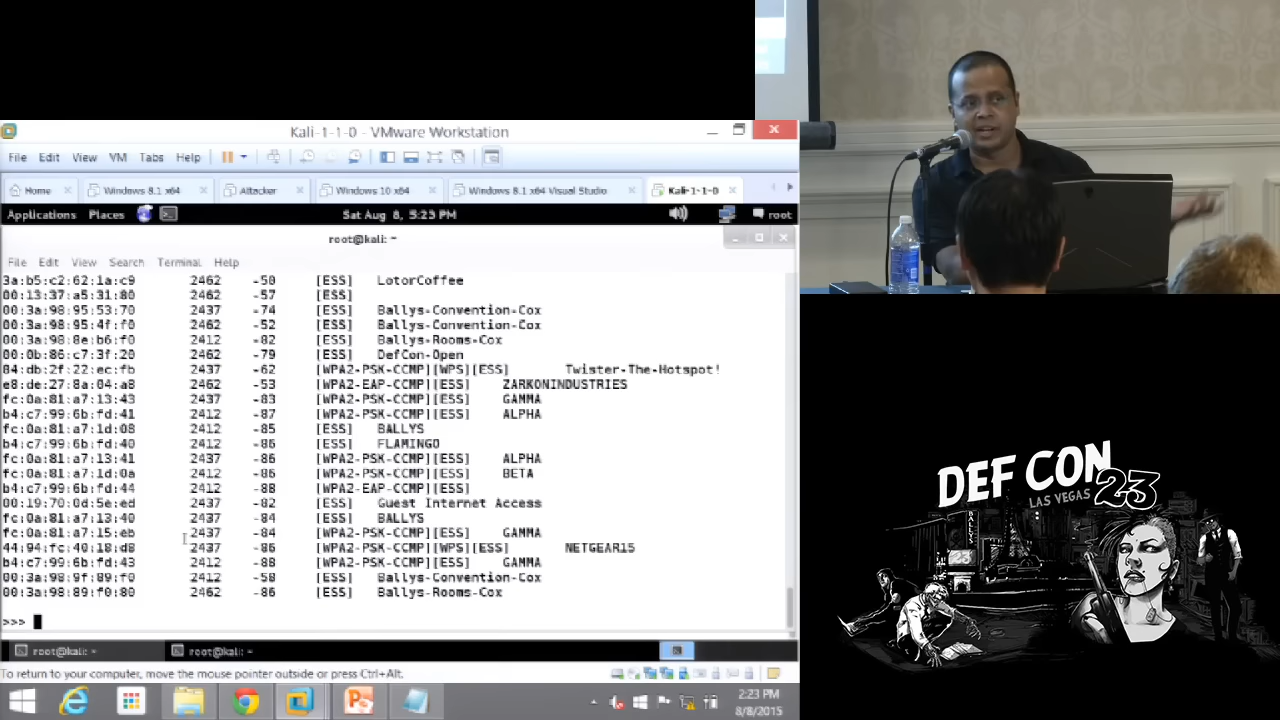 Kali-1-1-0 - VMware Workstation
File Edit View VM Tabs Help
Home Windows 8.1 x64 Attacker Windows 10 x64 Windows 8.1 x64 Visual Studio Kali-1-1-0
Applications Places Sat Aug 8, 5:23 PM root
root@kali: ~
File Edit View Search Terminal Help
3a:b5:c2:62:1a:c9 2462 -50 [ESS] LotorCoffee
00:13:37:a5:31:80 2462 -57 [ESS]
00:3a:98:95:53:70 2437 -74 [ESS] Ballys-Convention-Cox
00:3a:98:95:4f:f0 2462 -52 [ESS] Ballys-Convention-Cox
00:3a:98:8e:b6:f0 2412 -82 [ESS] Ballys-Rooms-Cox
00:0b:86:c7:3f:20 2462 -79 [ESS] DefCon-Open
84:db:2f:22:ec:fb 2437 -62 [WPA2-PSK-CCMP][WPS][ESS] Twister-The-Hotspot!
e8:de:27:8a:04:a8 2462 -53 [WPA2-EAP-CCMP][ESS] ZARKONINDUSTRIES
fc:0a:81:a7:13:43 2437 -83 [WPA2-PSK-CCMP][ESS] GAMMA
b4:c7:99:6b:fd:41 2412 -87 [WPA2-PSK-CCMP][ESS] ALPHA
fc:0a:81:a7:1d:08 2412 -85 [ESS] BALLYS
b4:c7:99:6b:fd:40 2412 -86 [ESS] FLAMINGO
fc:0a:81:a7:13:41 2437 -86 [WPA2-PSK-CCMP][ESS] ALPHA
fc:0a:81:a7:1d:0a 2412 -86 [WPA2-PSK-CCMP][ESS] BETA
b4:c7:99:6b:fd:44 2412 -88 [WPA2-EAP-CCMP][ESS]
00:19:70:0d:5e:ed 2437 -82 [ESS] Guest Internet Access
fc:0a:81:a7:13:40 2437 -84 [ESS] BALLYS
fc:0a:81:a7:15:eb 2437 -84 [WPA2-PSK-CCMP][ESS] GAMMA
44:94:fc:40:18:d8 2437 -86 [WPA2-PSK-CCMP][WPS][ESS] NETGEAR15
b4:c7:99:6b:fd:43 2412 -88 [WPA2-PSK-CCMP][ESS] GAMMA
00:3a:98:9f:89:f0 2412 -58 [ESS] Ballys-Convention-Cox
00:3a:98:89:f0:80 2462 -86 [ESS] Ballys-Rooms-Cox
>>>
root@kali: ~ root@kali: ~
To return to your computer, move the mouse pointer outside or press Ctrl+Alt.
2:23 PM
8/8/2015
DEF CON
LAS VEGAS 23
BALLYS